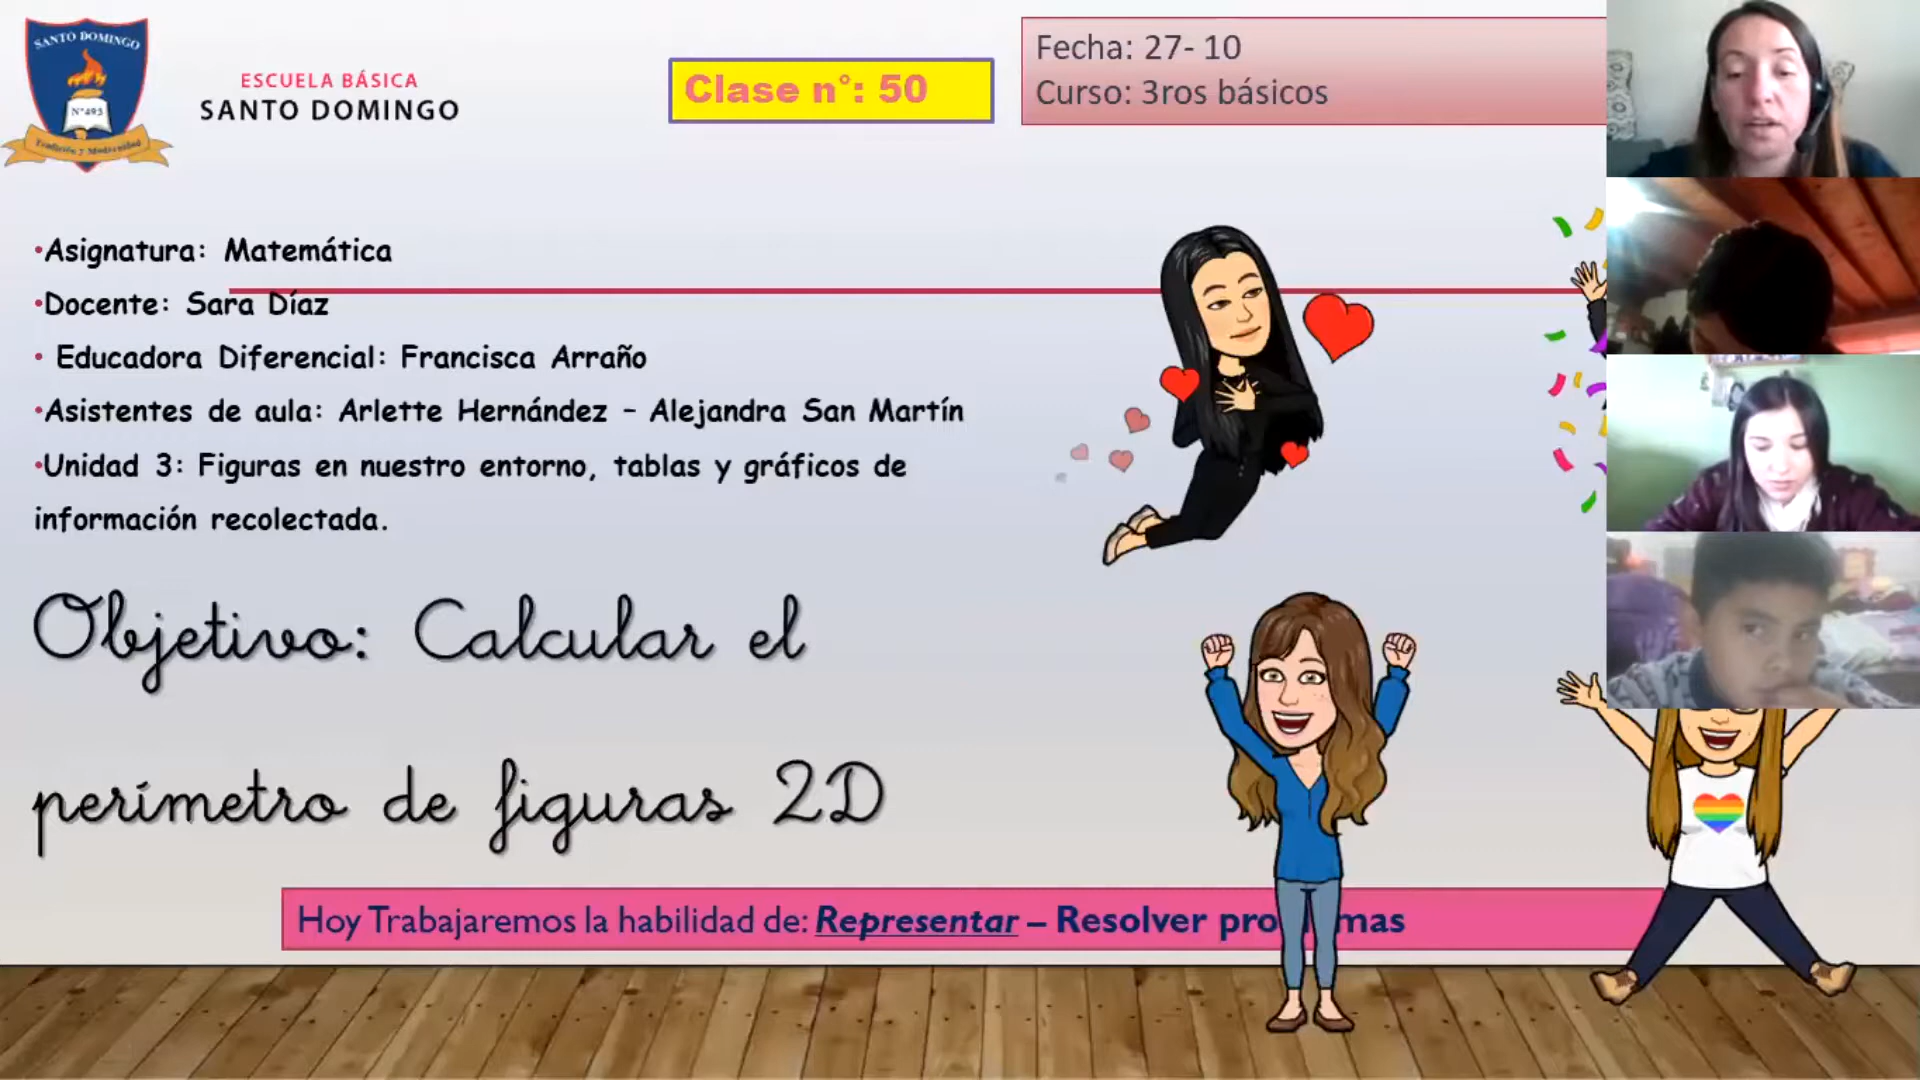 SANTO DOMINGO
N°493
Tradición y Modernidad
ESCUELA BÁSICA
SANTO DOMINGO
Clase n°: 50
Fecha: 27- 10
Curso: 3ros básicos
•Asignatura: Matemática
•Docente: Sara Díaz
• Educadora Diferencial: Francisca Arraño
•Asistentes de aula: Arlette Hernández – Alejandra San Martín
•Unidad 3: Figuras en nuestro entorno, tablas y gráficos de
información recolectada.
Objetivo: Calcular el
perímetro de figuras 2D
Hoy Trabajaremos la habilidad de: Representar – Resolver pro mas